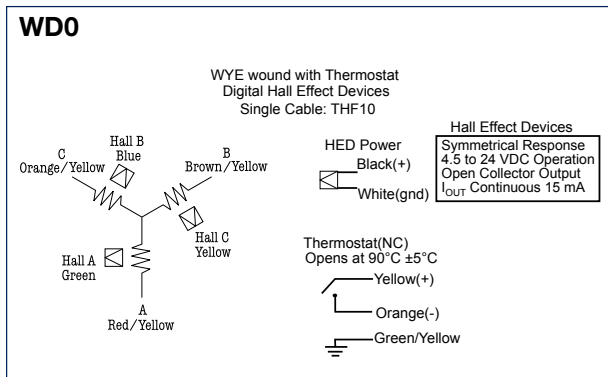 WD0
WYE wound with Thermostat
Digital Hall Effect Devices
Single Cable: THF10
Hall B
Blue
C
Orange/Yellow
B
Brown/Yellow
Hall C
Yellow
Hall A
Green
A
Red/Yellow
HED Power
Black(+)
White(gnd)
Hall Effect Devices
Symmetrical Response
4.5 to 24 VDC Operation
Open Collector Output
IOUT Continuous 15 mA
Thermostat(NC)
Opens at 90°C ±5°C
Yellow(+)
Orange(-)
Green/Yellow